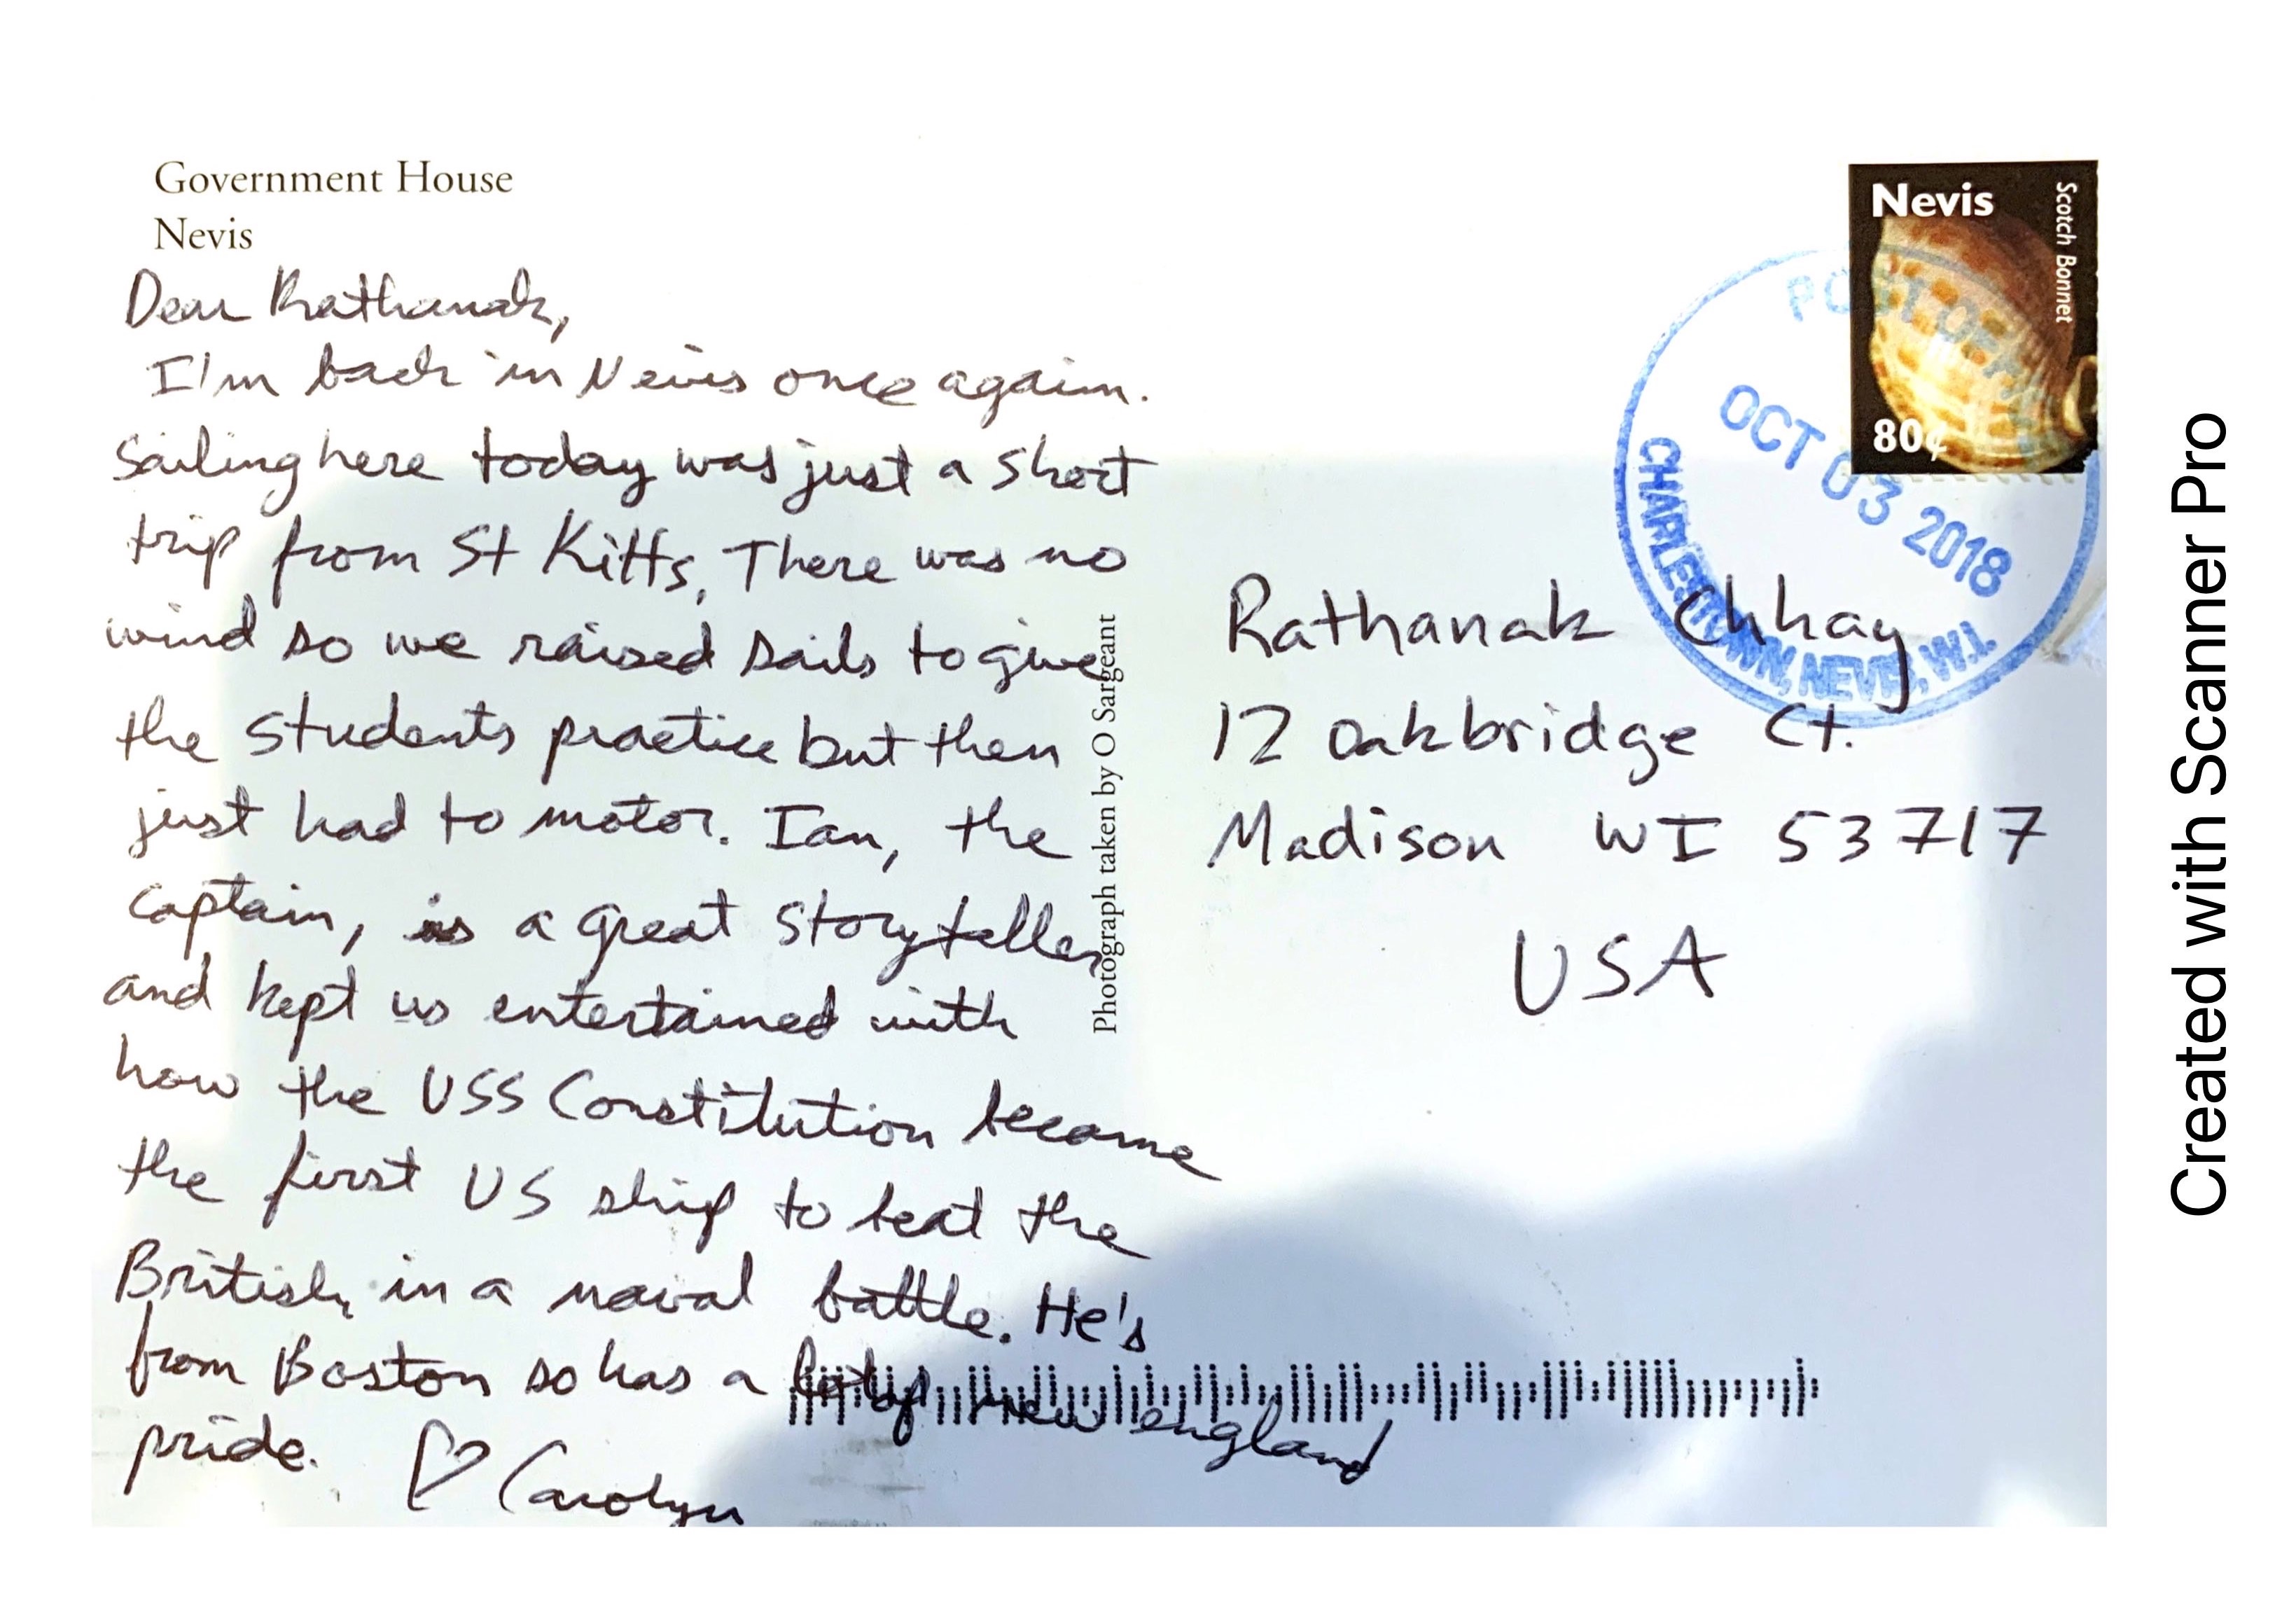 Government House
Nevis
Dear Rathanak,
I'm back in Nevis once again.
Sailing here today was just a short
trip from St Kitts. There was no
wind so we raised sails to give
the students practice but then
just had to motor. Ian, the
captain, is a great storyteller
and kept us entertained with
how the USS Constitution became
the first US ship to beat the
British in a naval battle. He's
from Boston so has a lot of new england
pride. ♡ Carolyn
Photograph taken by O Sargeant
Nevis
Scotch Bonnet
80¢
POST OFFICE
OCT 03 2018
CHARLESTOWN, NEVIS, W.I.
Rathanak Chhay
12 Oakbridge Ct.
Madison WI 53717
USA
Created with Scanner Pro